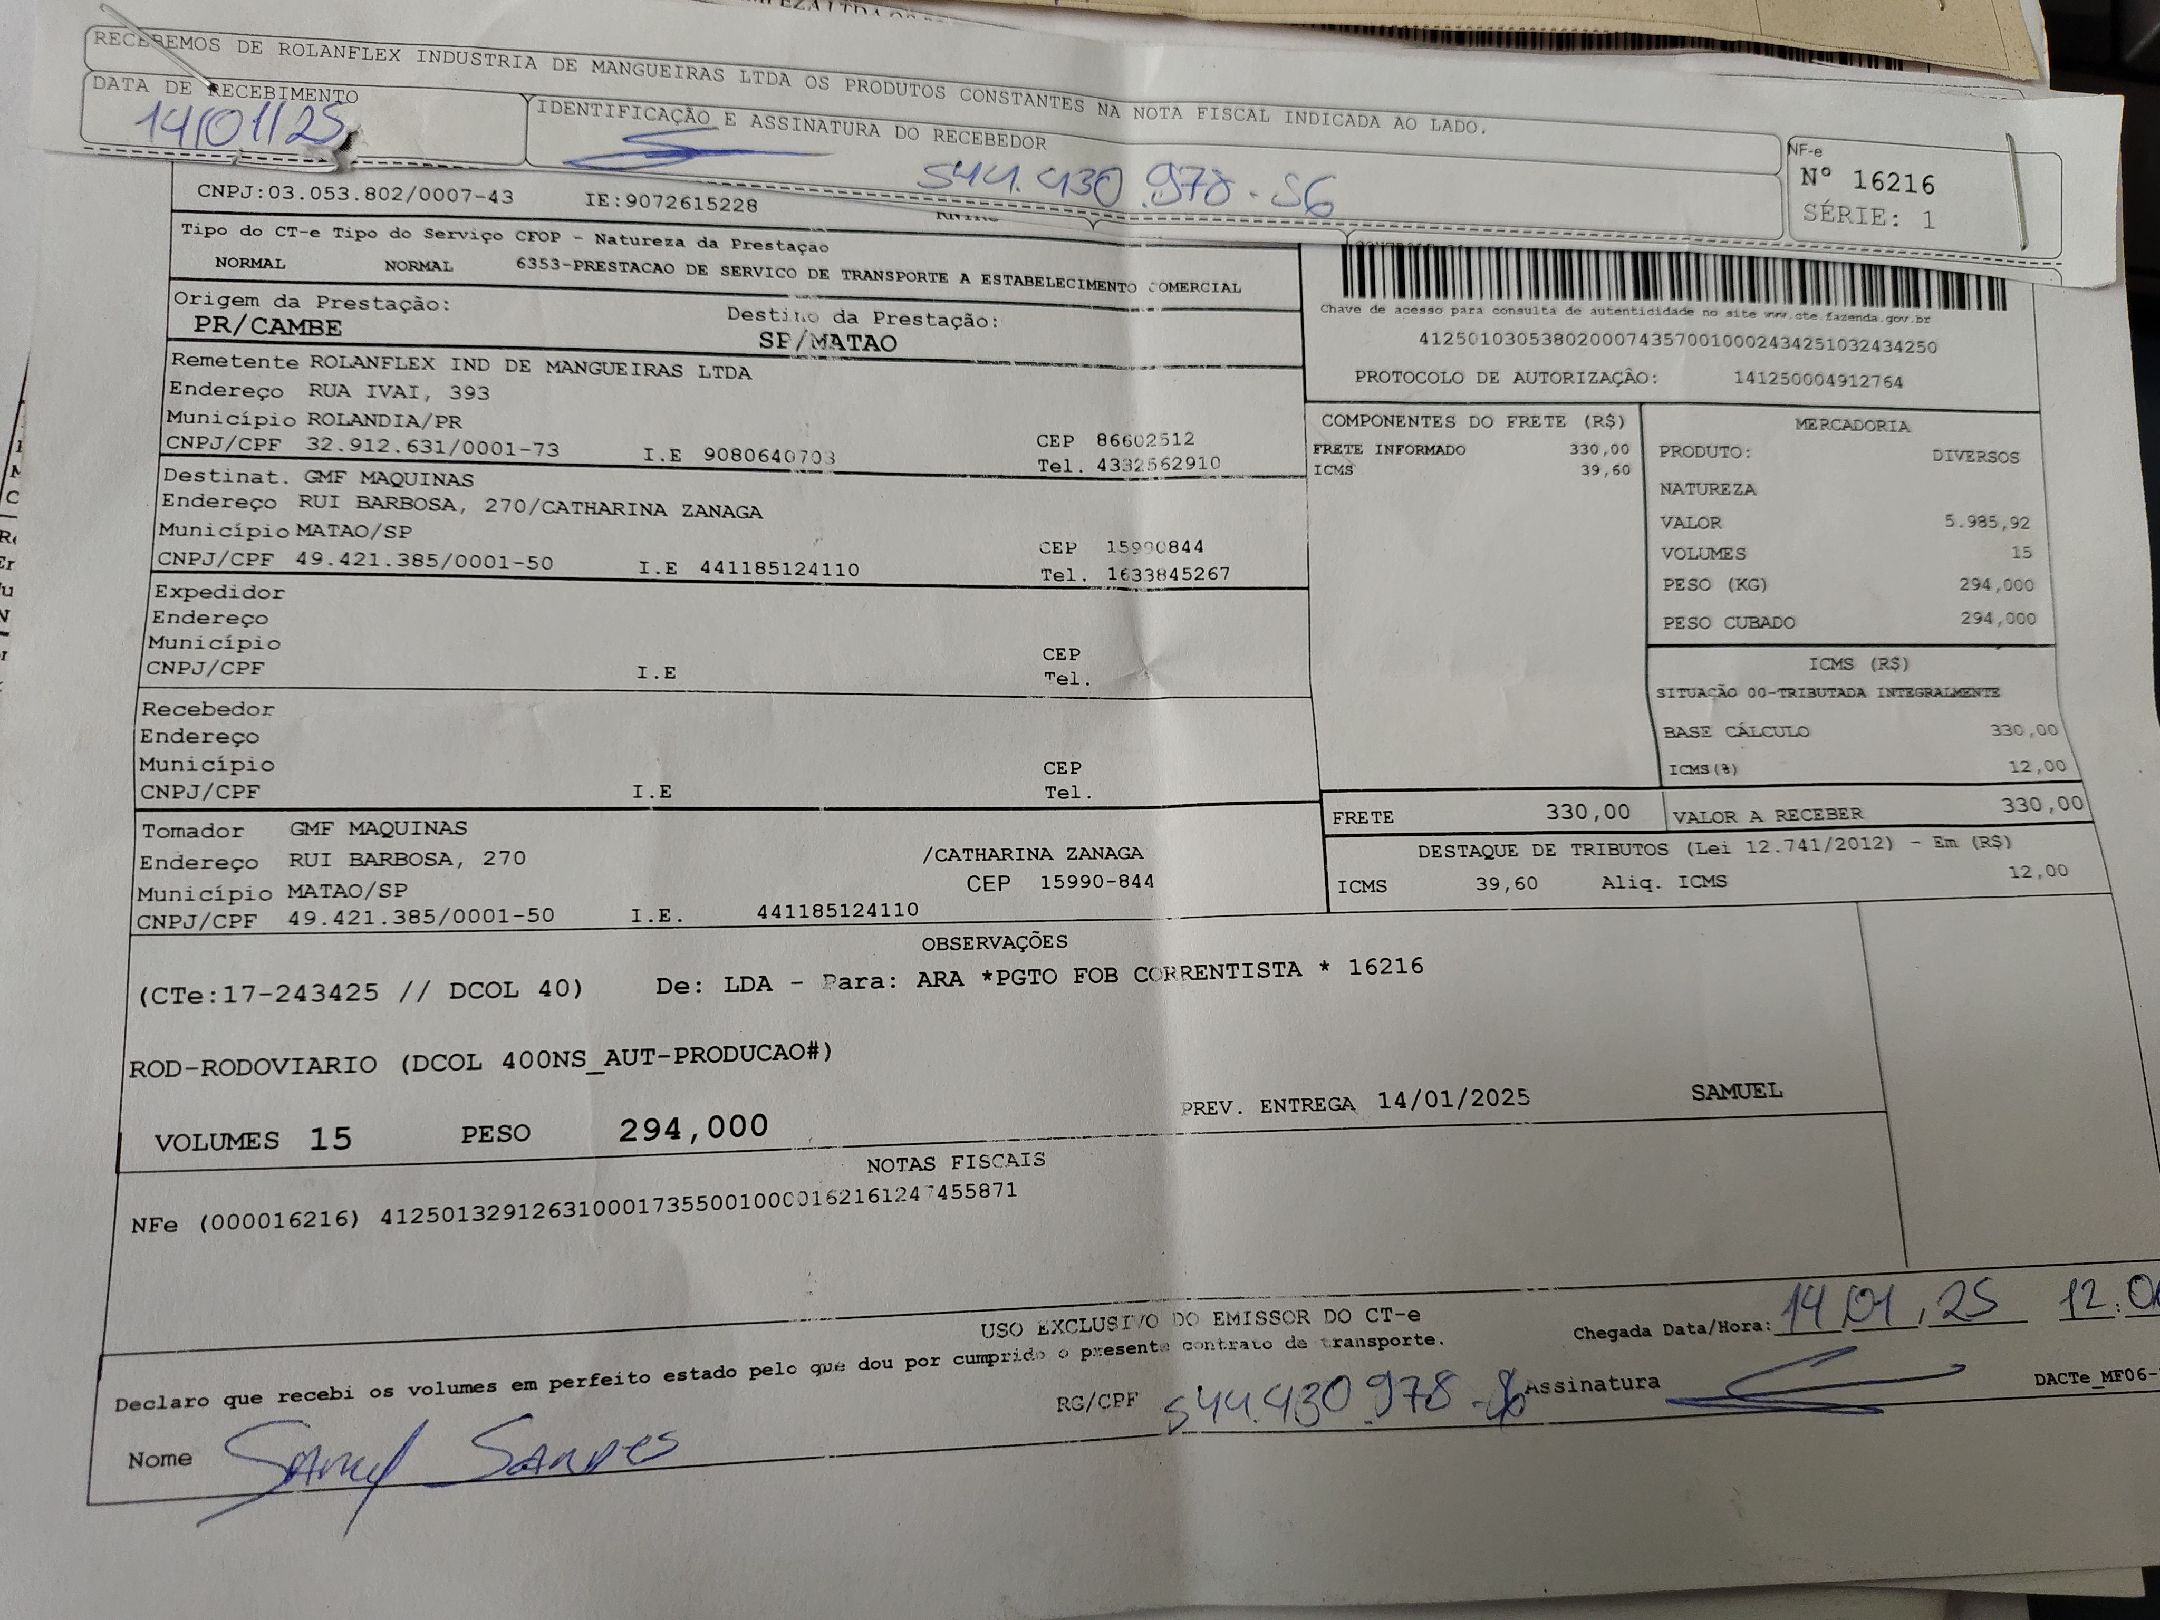 RECEBEMOS DE ROLANFLEX INDUSTRIA DE MANGUEIRAS LTDA OS PRODUTOS CONSTANTES NA NOTA FISCAL INDICADA AO LADO.
DATA DE RECEBIMENTO
14/01/25
IDENTIFICAÇÃO E ASSINATURA DO RECEBEDOR
544.430.978-56
NF-e
Nº 16216
SÉRIE: 1
CNPJ:03.053.802/0007-43 IE:9072615228
Tipo do CT-e Tipo do Serviço CFOP - Natureza da Prestação
NORMAL NORMAL 6353-PRESTACAO DE SERVICO DE TRANSPORTE A ESTABELECIMENTO COMERCIAL
Origem da Prestação: Destino da Prestação:
PR/CAMBE SP/MATAO
Chave de acesso para consulta de autenticidade no site www.cte.fazenda.gov.br
41250103053802000743570010002434251032434250
PROTOCOLO DE AUTORIZAÇÃO: 141250004912764
Remetente ROLANFLEX IND DE MANGUEIRAS LTDA
Endereço RUA IVAI, 393
Município ROLANDIA/PR CEP 86602512
CNPJ/CPF 32.912.631/0001-73 I.E 9080640703 Tel. 4332562910
Destinat. GMF MAQUINAS
Endereço RUI BARBOSA, 270/CATHARINA ZANAGA
Município MATAO/SP CEP 15990844
CNPJ/CPF 49.421.385/0001-50 I.E 441185124110 Tel. 1633845267
Expedidor
Endereço
Município CEP
CNPJ/CPF I.E Tel.
Recebedor
Endereço
Município CEP
CNPJ/CPF I.E Tel.
Tomador GMF MAQUINAS
Endereço RUI BARBOSA, 270 /CATHARINA ZANAGA
Município MATAO/SP CEP 15990-844
CNPJ/CPF 49.421.385/0001-50 I.E. 441185124110
COMPONENTES DO FRETE (R$)
FRETE INFORMADO 330,00
ICMS 39,60
MERCADORIA
PRODUTO: DIVERSOS
NATUREZA
VALOR 5.985,92
VOLUMES 15
PESO (KG) 294,000
PESO CUBADO 294,000
ICMS (R$)
SITUAÇÃO 00-TRIBUTADA INTEGRALMENTE
BASE CÁLCULO 330,00
ICMS(%) 12,00
FRETE 330,00 VALOR A RECEBER 330,00
DESTAQUE DE TRIBUTOS (Lei 12.741/2012) - Em (R$)
ICMS 39,60 Aliq. ICMS 12,00
OBSERVAÇÕES
(CTe:17-243425 // DCOL 40) De: LDA - Para: ARA *PGTO FOB CORRENTISTA * 16216
ROD-RODOVIARIO (DCOL 400NS_AUT-PRODUCAO#)
VOLUMES 15 PESO 294,000 PREV. ENTREGA 14/01/2025 SAMUEL
NOTAS FISCAIS
NFe (000016216) 41250132912631000173550010000162161247455871
USO EXCLUSIVO DO EMISSOR DO CT-e
Declaro que recebi os volumes em perfeito estado pelo que dou por cumprido o presente contrato de transporte.
Chegada Data/Hora: 14.01.25
Nome
RG/CPF 544.430.978-56 Assinatura
DACTe_MF06-